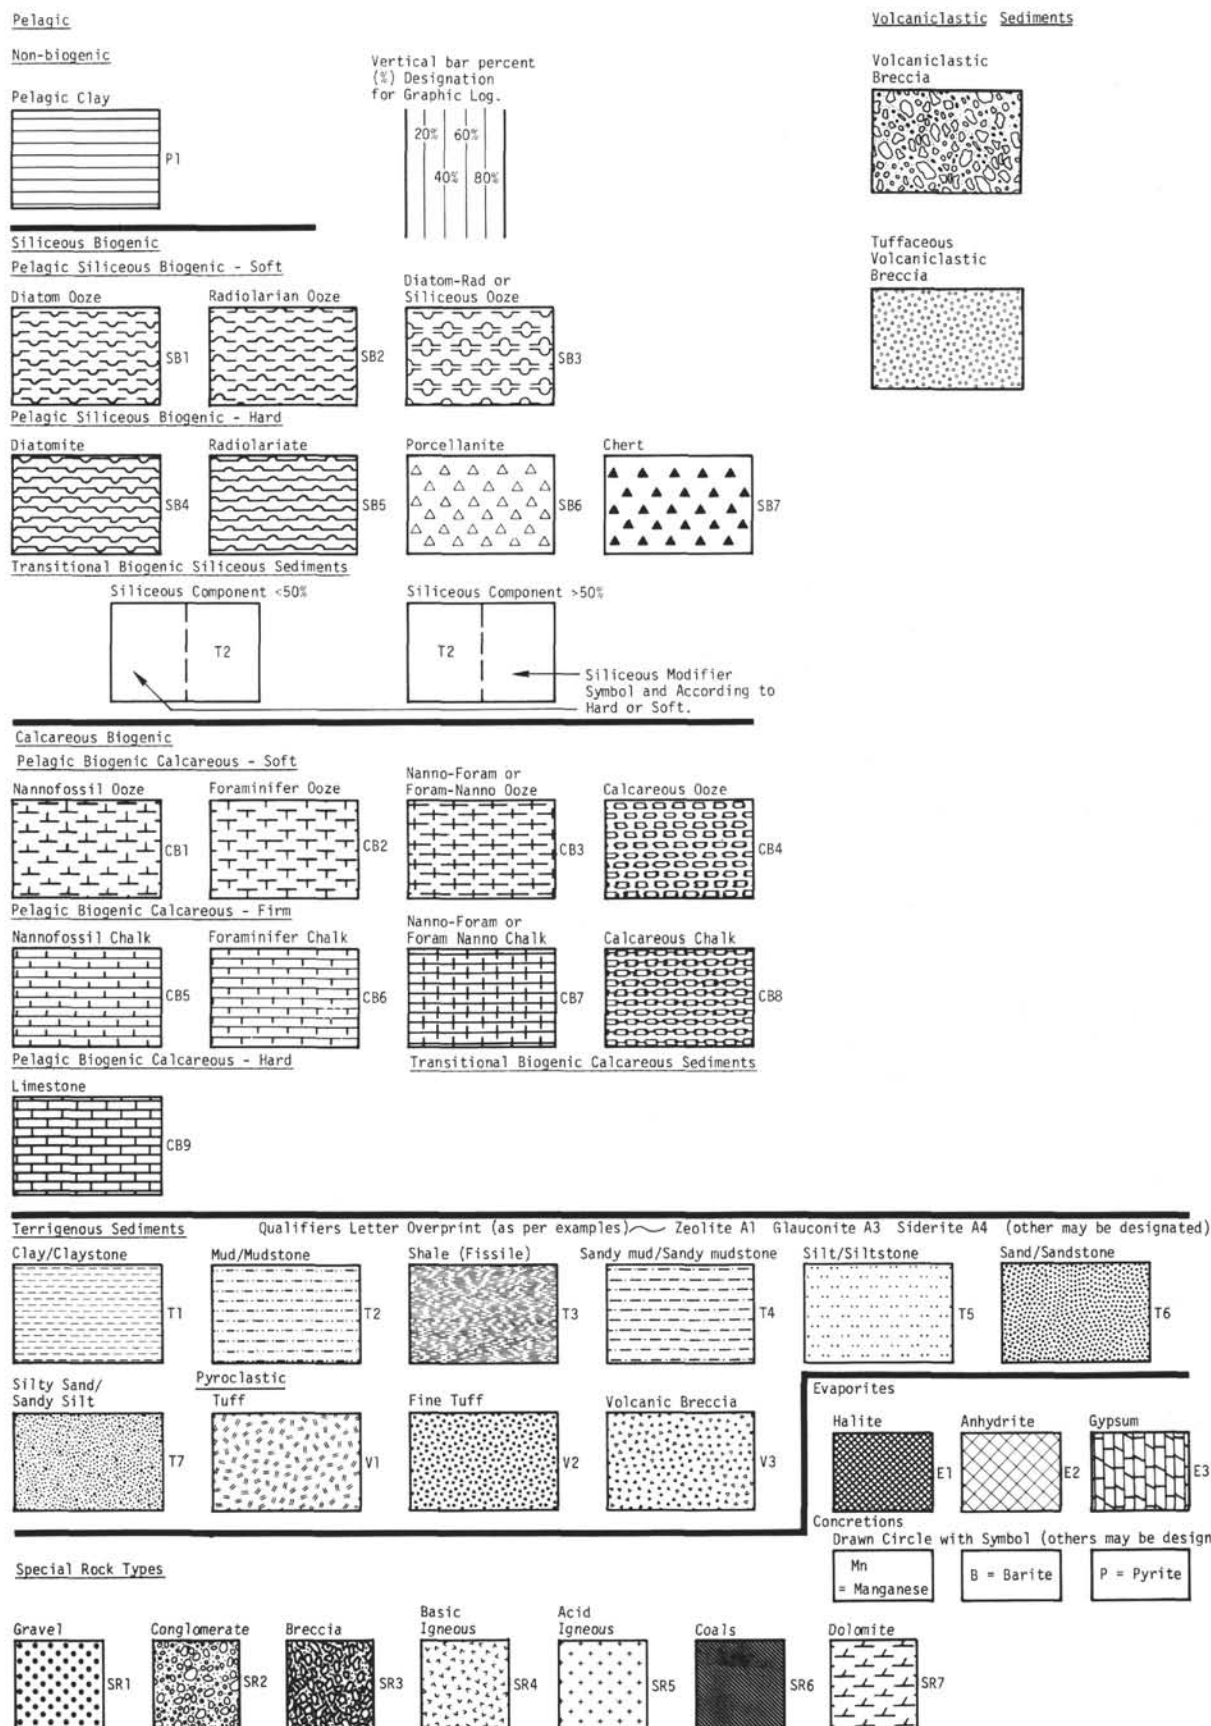 Pelagic
Non-biogenic
Pelagic Clay
P1
Vertical bar percent
(%) Designation
for Graphic Log.
20%
60%
40%
80%
Volcaniclastic Sediments
Volcaniclastic
Breccia
Tuffaceous
Volcaniclastic
Breccia
Siliceous Biogenic
Pelagic Siliceous Biogenic - Soft
Diatom Ooze
SB1
Radiolarian Ooze
SB2
Diatom-Rad or
Siliceous Ooze
SB3
Pelagic Siliceous Biogenic - Hard
Diatomite
SB4
Radiolariate
SB5
Porcellanite
SB6
Chert
SB7
Transitional Biogenic Siliceous Sediments
Siliceous Component <50%
T2
Siliceous Component >50%
T2
Siliceous Modifier
Symbol and According to
Hard or Soft.
Calcareous Biogenic
Pelagic Biogenic Calcareous - Soft
Nannofossil Ooze
CB1
Foraminifer Ooze
CB2
Nanno-Foram or
Foram-Nanno Ooze
CB3
Calcareous Ooze
CB4
Pelagic Biogenic Calcareous - Firm
Nannofossil Chalk
CB5
Foraminifer Chalk
CB6
Nanno-Foram or
Foram Nanno Chalk
CB7
Calcareous Chalk
CB8
Pelagic Biogenic Calcareous - Hard
Transitional Biogenic Calcareous Sediments
Limestone
CB9
Terrigenous Sediments
Qualifiers Letter Overprint (as per examples) Zeolite A1 Glauconite A3 Siderite A4 (other may be designated)
Clay/Claystone
T1
Mud/Mudstone
T2
Shale (Fissile)
T3
Sandy mud/Sandy mudstone
T4
Silt/Siltstone
T5
Sand/Sandstone
T6
Silty Sand/
Sandy Silt
T7
Pyroclastic
Tuff
V1
Fine Tuff
V2
Volcanic Breccia
V3
Evaporites
Halite
E1
Anhydrite
E2
Gypsum
E3
Concretions
Drawn Circle with Symbol (others may be design
Mn
= Manganese
B = Barite
P = Pyrite
Special Rock Types
Gravel
SR1
Conglomerate
SR2
Breccia
SR3
Basic
Igneous
SR4
Acid
Igneous
SR5
Coals
SR6
Dolomite
SR7